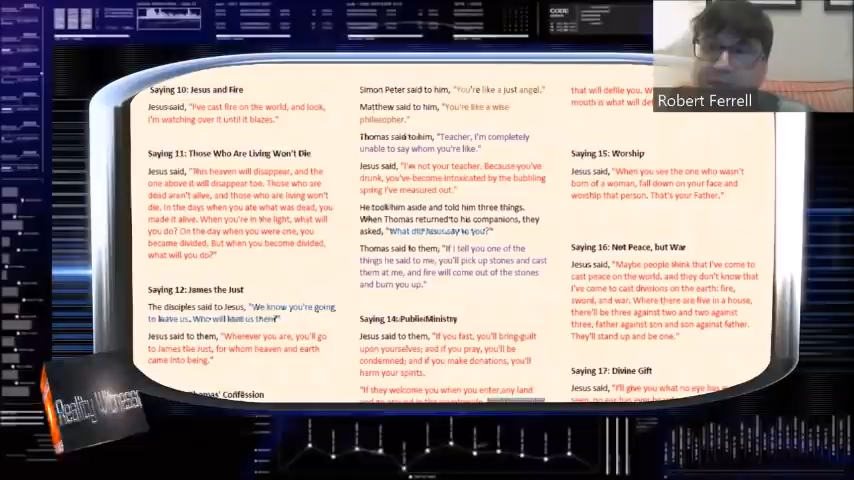 CODE
Robert Ferrell
Saying 10: Jesus and Fire
Jesus said, "I've cast fire on the world, and look,
I'm watching over it until it blazes."
Saying 11: Those Who Are Living Won't Die
Jesus said, "This heaven will disappear, and the
one above it will disappear too. Those who are
dead aren't alive, and those who are living won't
die. In the days when you ate what was dead, you
made it alive. When you're in the light, what will
you do? On the day when you were one, you
became divided. But when you become divided,
what will you do?"
Saying 12: James the Just
The disciples said to Jesus, "We know you're going
to leave us. Who will lead us then?"
Jesus said to them, "Wherever you are, you'll go
to James the Just, for whom heaven and earth
came into being."
Thomas' Confession
Simon Peter said to him, "You're like a just angel."
Matthew said to him, "You're like a wise
philosopher."
Thomas said to him, "Teacher, I'm completely
unable to say whom you're like."
Jesus said, "I'm not your teacher. Because you've
drunk, you've become intoxicated by the bubbling
spring I've measured out."
He took him aside and told him three things.
When Thomas returned to his companions, they
asked, "What did Jesus say to you?"
Thomas said to them, "If I tell you one of the
things he said to me, you'll pick up stones and cast
them at me, and fire will come out of the stones
and burn you up."
Saying 14: Public Ministry
Jesus said to them, "If you fast, you'll bring guilt
upon yourselves; and if you pray, you'll be
condemned; and if you make donations, you'll
harm your spirits.
"If they welcome you when you enter any land
that will defile you.
mouth is what will
Saying 15: Worship
Jesus said, "When you see the one who wasn't
born of a woman, fall down on your face and
worship that person. That's your Father."
Saying 16: Not Peace, but War
Jesus said, "Maybe people think that I've come to
cast peace on the world, and they don't know that
I've come to cast divisions on the earth: fire,
sword, and war. Where there are five in a house,
there'll be three against two and two against
three, father against son and son against father.
They'll stand up and be one."
Saying 17: Divine Gift
Jesus said, "I'll give you what no eye has
Reality Witnesser